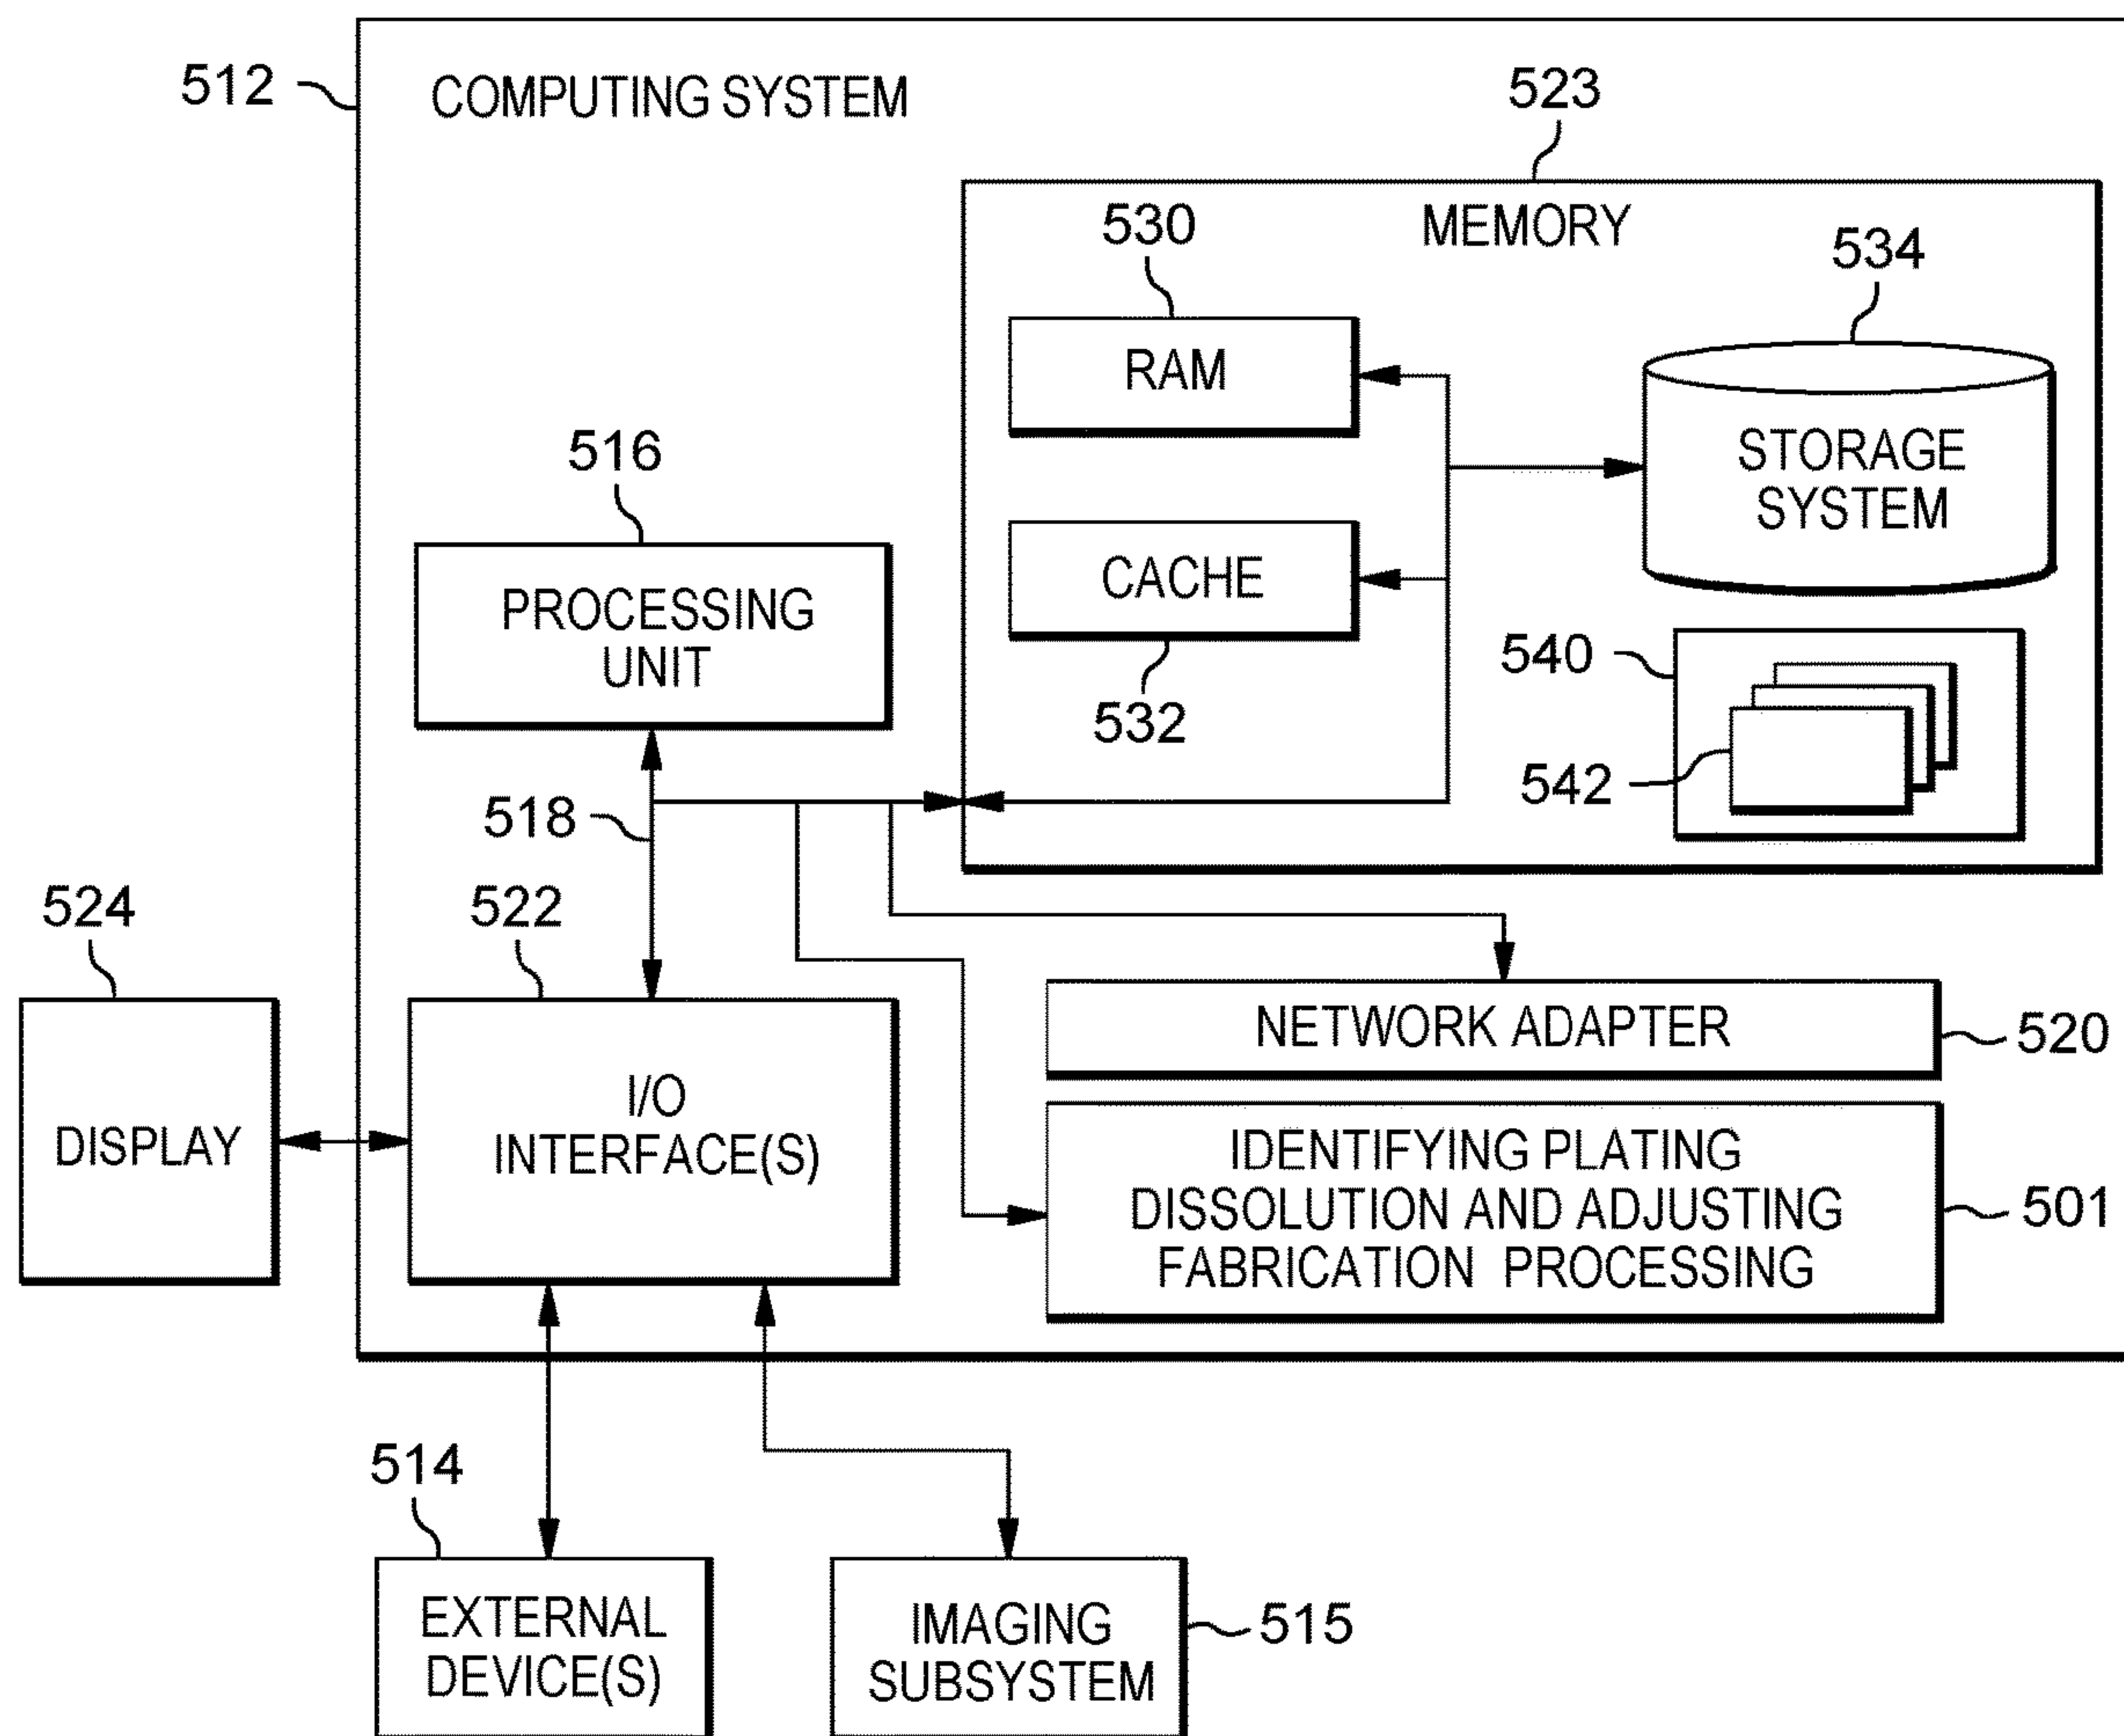 512
COMPUTING SYSTEM
523
MEMORY
530
RAM
534
STORAGE
SYSTEM
516
PROCESSING
UNIT
CACHE
532
540
542
518
524
522
DISPLAY
I/O
INTERFACE(S)
NETWORK ADAPTER
520
IDENTIFYING PLATING
DISSOLUTION AND ADJUSTING
FABRICATION PROCESSING
501
514
EXTERNAL
DEVICE(S)
IMAGING
SUBSYSTEM
515